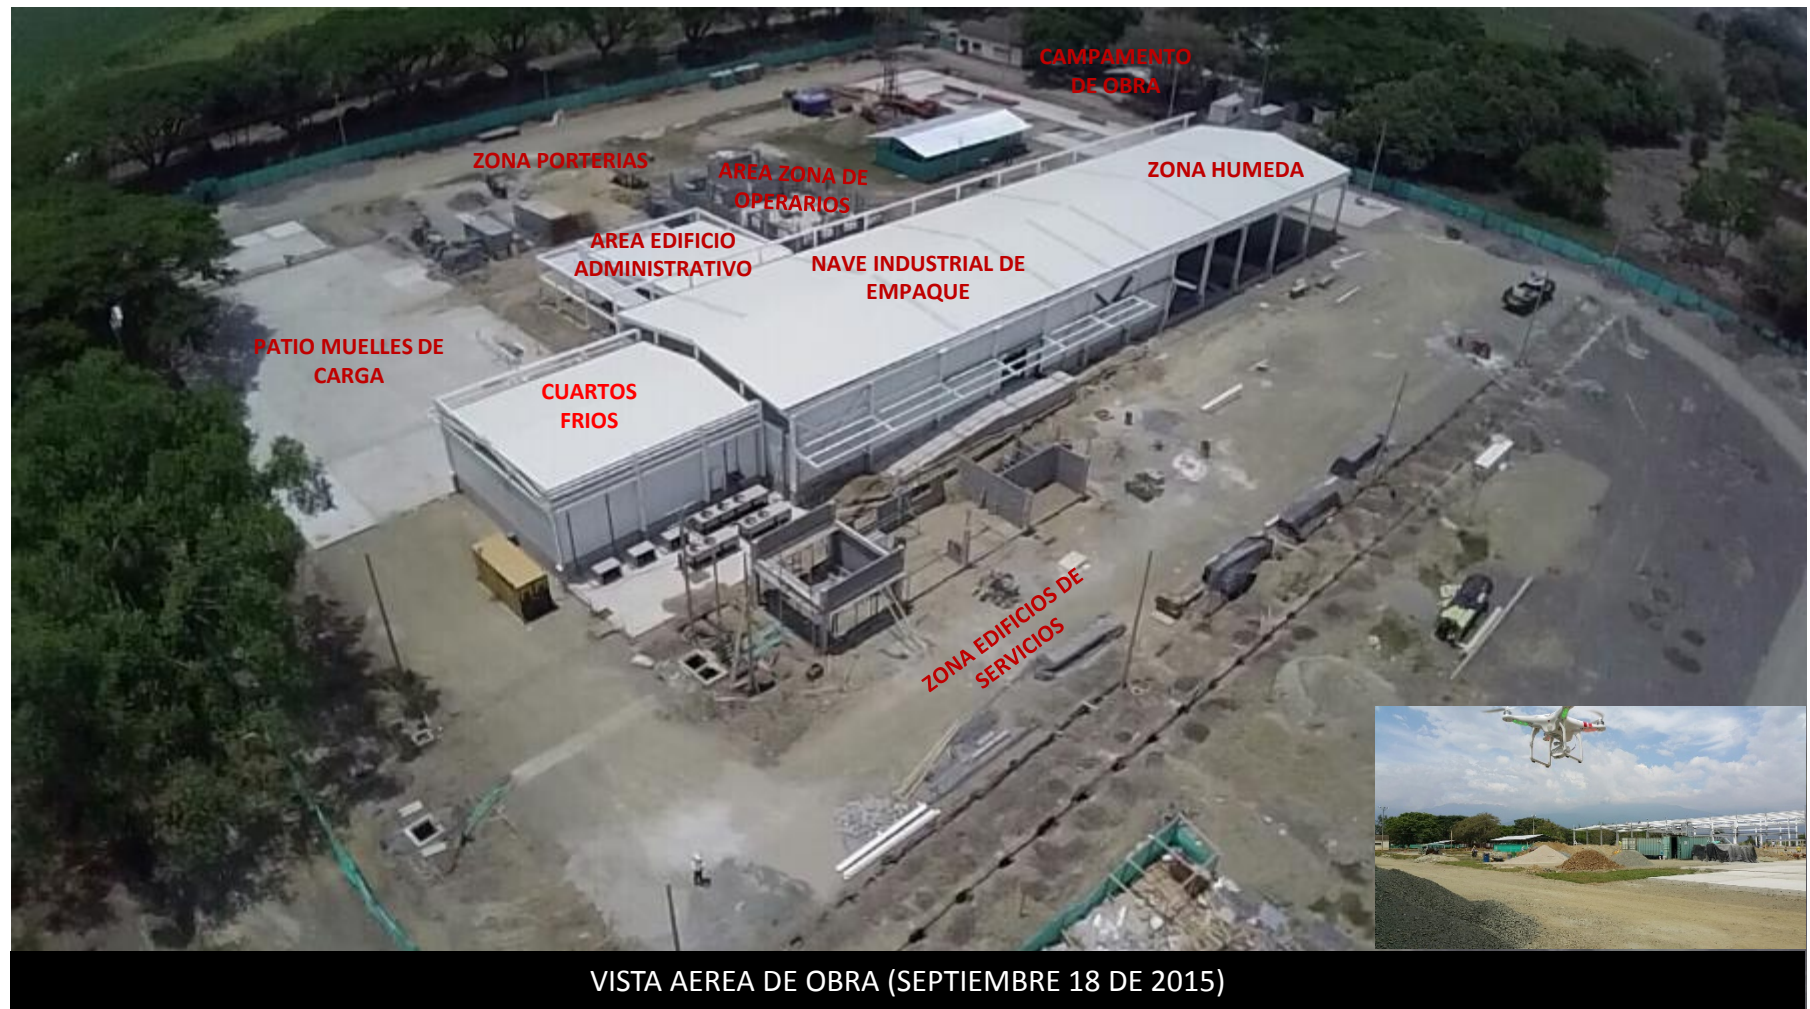 CAMPAMENTO
DE OBRA
ZONA PORTERIAS
AREA ZONA DE
OPERARIOS
ZONA HUMEDA
AREA EDIFICIO
ADMINISTRATIVO
NAVE INDUSTRIAL DE
EMPAQUE
PATIO MUELLES DE
CARGA
CUARTOS
FRIOS
ZONA EDIFICIOS DE
SERVICIOS
VISTA AEREA DE OBRA (SEPTIEMBRE 18 DE 2015)